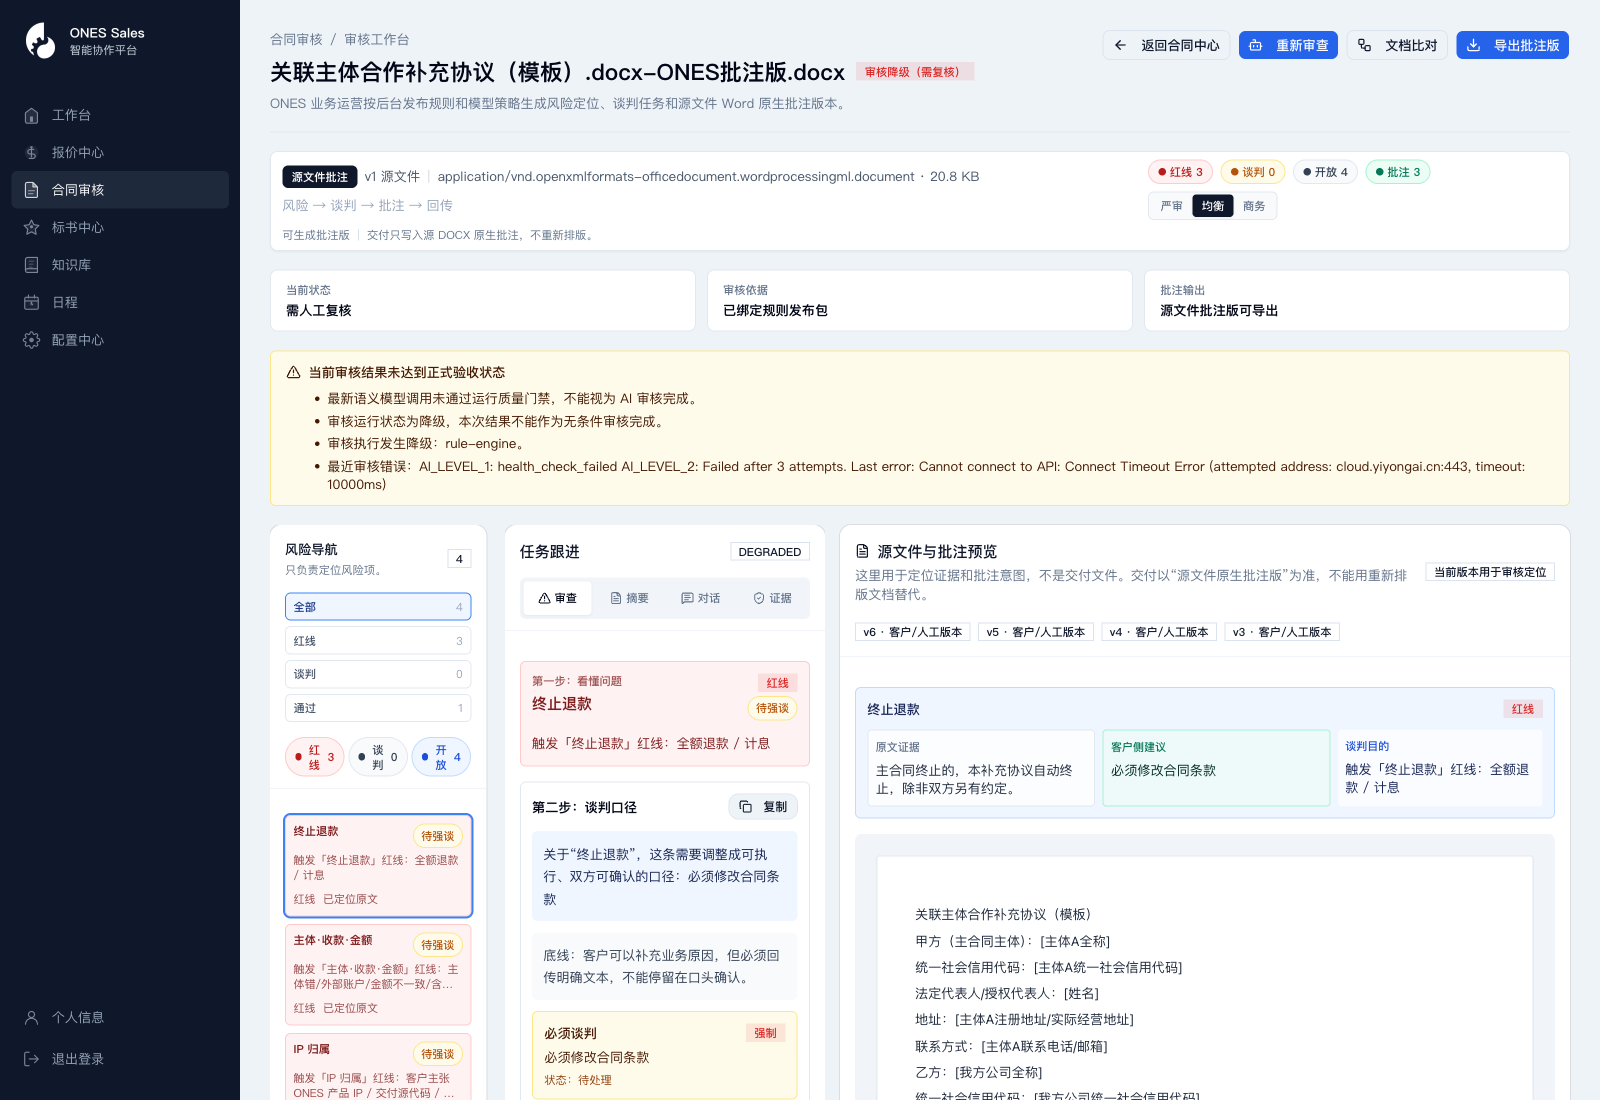 ONES Sales
智能协作平台
工作台
报价中心
合同审核
标书中心
知识库
日程
配置中心
个人信息
退出登录
合同审核 / 审核工作台
关联主体合作补充协议（模板）.docx-ONES批注版.docx 审核降级（需复核）
ONES 业务运营按后台发布规则和模型策略生成风险定位、谈判任务和源文件 Word 原生批注版本。
返回合同中心 重新审查 文档比对 导出批注版
源文件批注 v1 源文件 application/vnd.openxmlformats-officedocument.wordprocessingml.document · 20.8 KB
风险 → 谈判 → 批注 → 回传
可生成批注版 交付只写入源 DOCX 原生批注，不重新排版。
红线 3 谈判 0 开放 4 批注 3
严审 均衡 商务
当前状态
需人工复核
审核依据
已绑定规则发布包
批注输出
源文件批注版可导出
当前审核结果未达到正式验收状态
• 最新语义模型调用未通过运行质量门禁，不能视为 AI 审核完成。
• 审核运行状态为降级，本次结果不能作为无条件审核完成。
• 审核执行发生降级：rule-engine。
• 最近审核错误：AI_LEVEL_1: health_check_failed AI_LEVEL_2: Failed after 3 attempts. Last error: Cannot connect to API: Connect Timeout Error (attempted address: cloud.yiyongai.cn:443, timeout:
10000ms)
风险导航
只负责定位风险项。
4
全部 4
红线 3
谈判 0
通过 1
红线 3 谈判 0 开放 4
终止退款 待强谈
触发「终止退款」红线：全额退款
/ 计息
红线 已定位原文
主体·收款·金额 待强谈
触发「主体·收款·金额」红线：主
体错/外部账户/金额不一致/含…
红线 已定位原文
IP 归属 待强谈
触发「IP 归属」红线：客户主张
ONES 产品 IP / 交付源代码 / …
任务跟进 DEGRADED
审查 摘要 对话 证据
第一步：看懂问题 红线
终止退款 待强谈
触发「终止退款」红线：全额退款 / 计息
第二步：谈判口径 复制
关于“终止退款”，这条需要调整成可执
行、双方可确认的口径：必须修改合同条
款
底线：客户可以补充业务原因，但必须回
传明确文本，不能停留在口头确认。
必须谈判 强制
必须修改合同条款
状态：待处理
源文件与批注预览
这里用于定位证据和批注意图，不是交付文件。交付以“源文件原生批注版”为准，不能用重新排
版文档替代。
当前版本用于审核定位
v6 · 客户/人工版本 v5 · 客户/人工版本 v4 · 客户/人工版本 v3 · 客户/人工版本
终止退款 红线
原文证据
主合同终止的，本补充协议自动终
止，除非双方另有约定。
客户侧建议
必须修改合同条款
谈判目的
触发「终止退款」红线：全额退
款 / 计息
关联主体合作补充协议（模板）
甲方（主合同主体）：[主体A全称]
统一社会信用代码：[主体A统一社会信用代码]
法定代表人/授权代表人：[姓名]
地址：[主体A注册地址/实际经营地址]
联系方式：[主体A联系电话/邮箱]
乙方：[我方公司全称]
统一社会信用代码：[我方公司统一社会信用代码]